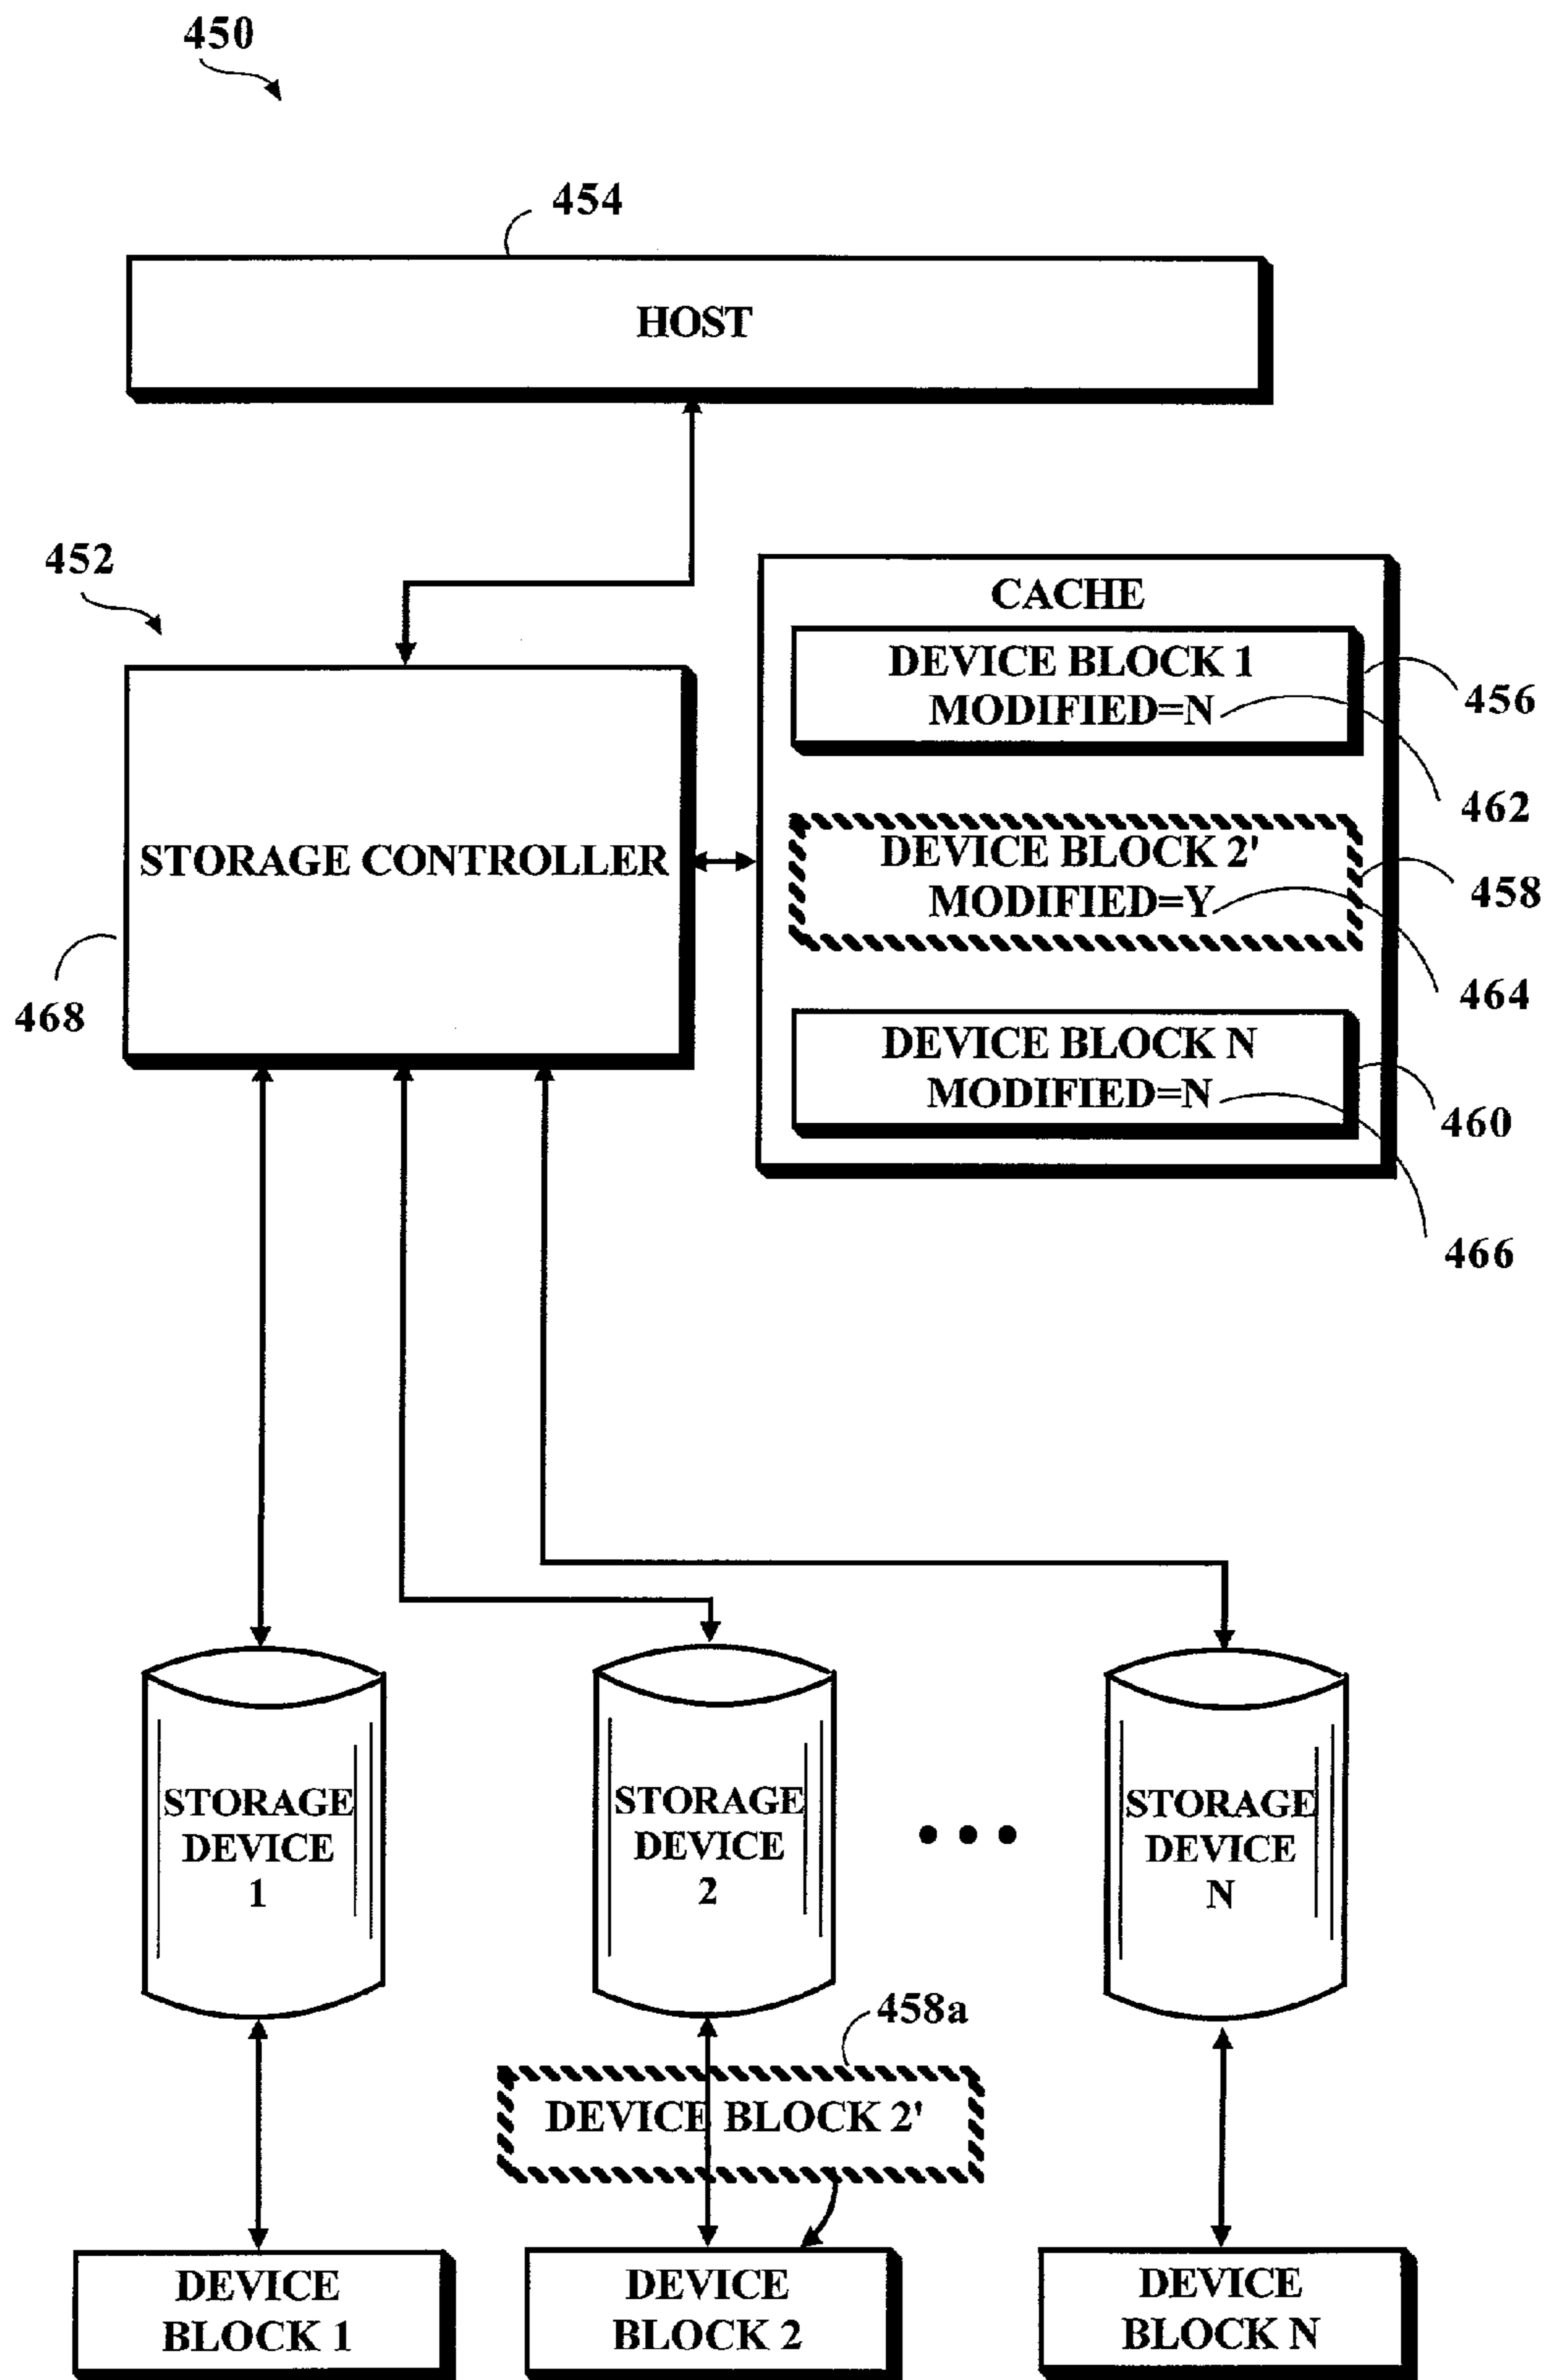 450
454
HOST
452
CACHE
DEVICE BLOCK 1
MODIFIED=N
456
462
STORAGE CONTROLLER
DEVICE BLOCK 2'
MODIFIED=Y
458
464
468
DEVICE BLOCK N
MODIFIED=N
460
466
STORAGE
DEVICE
1
STORAGE
DEVICE
2
STORAGE
DEVICE
N
458a
DEVICE BLOCK 2'
DEVICE
BLOCK 1
DEVICE
BLOCK 2
DEVICE
BLOCK N